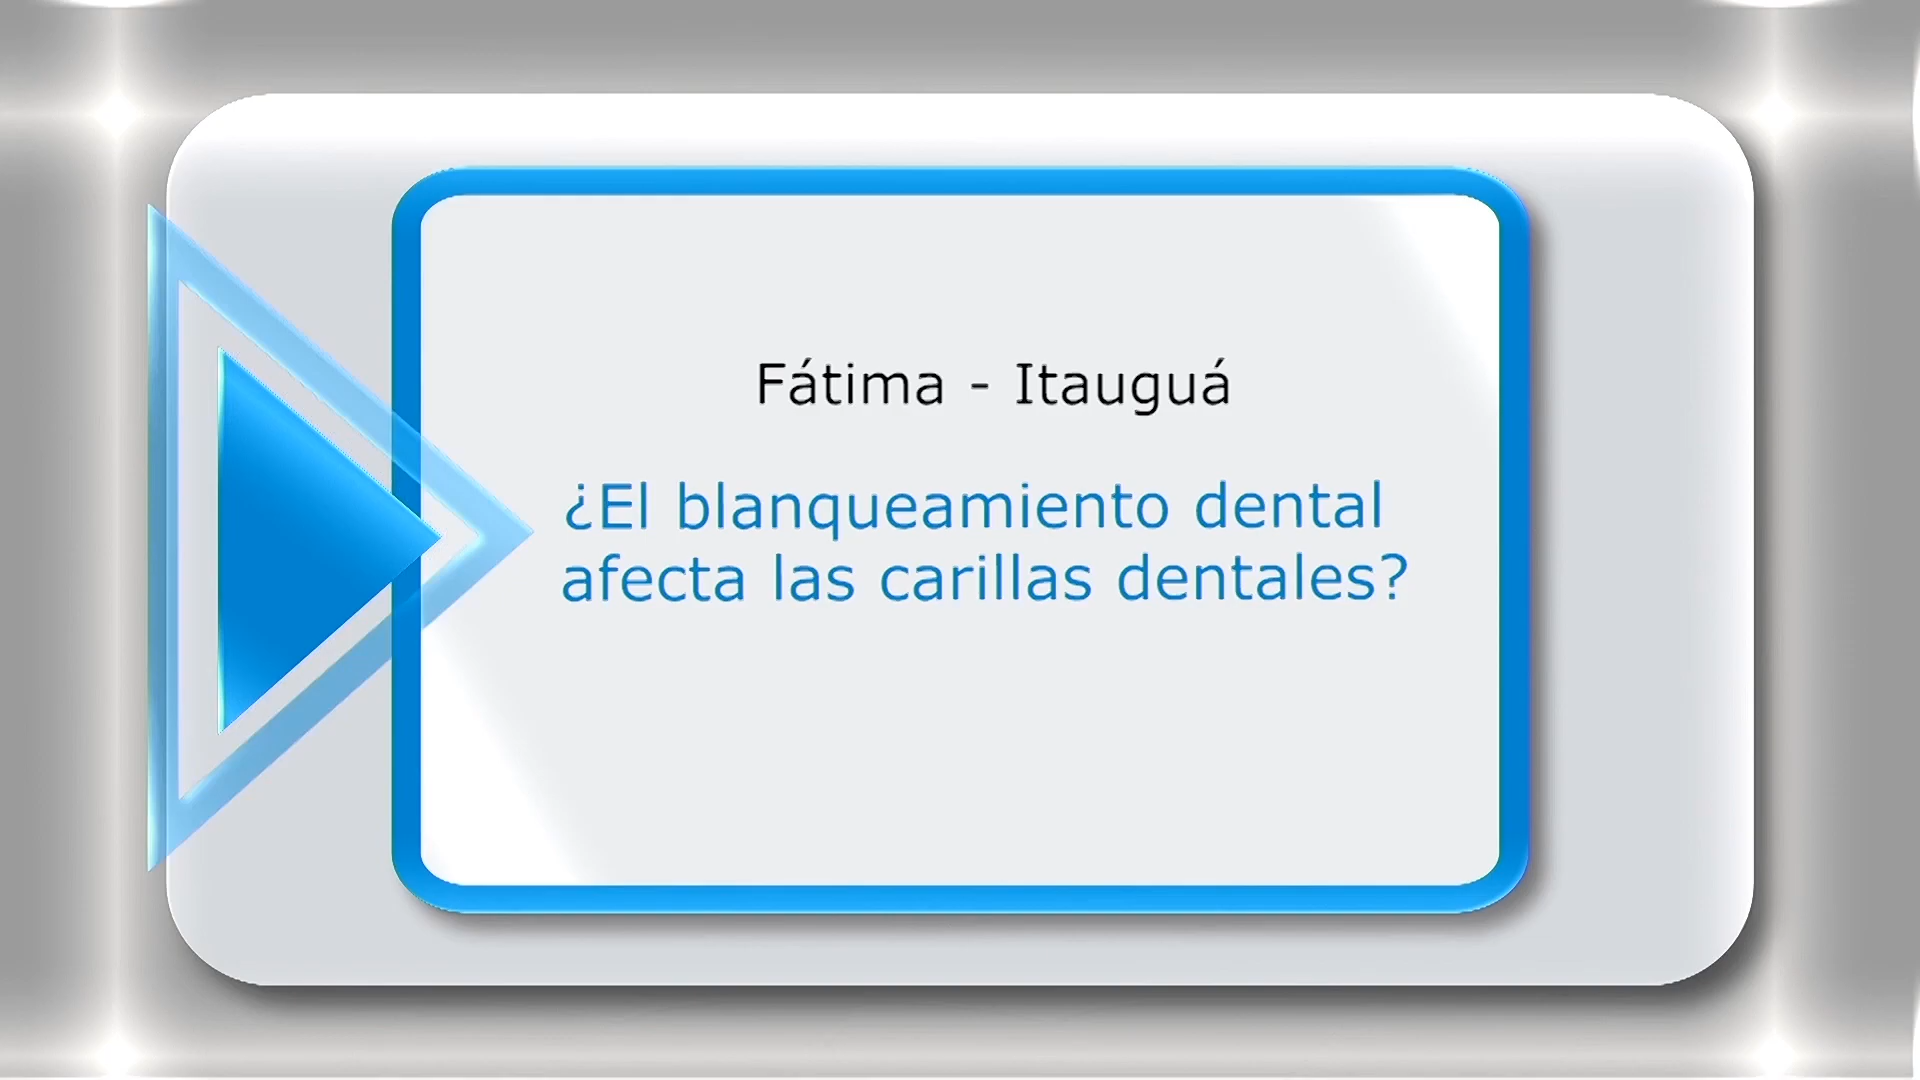 Fátima - Itauguá
¿El blanqueamiento dental
afecta las carillas dentales?